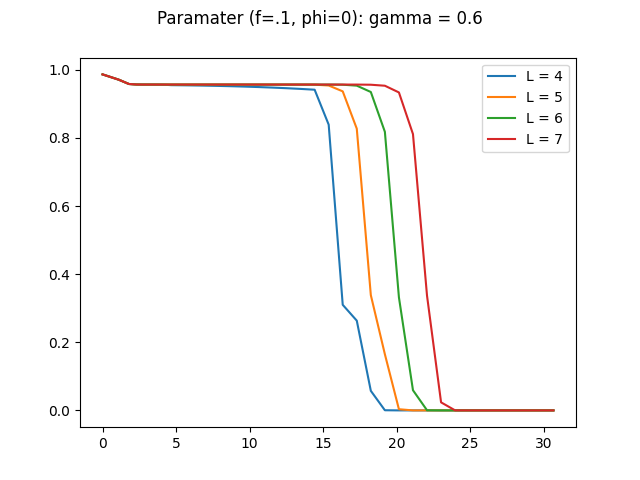 Paramater (f=.1, phi=0): gamma = 0.6
1.0
0.8
0.6
0.4
0.2
0.0
L = 4
L = 5
L = 6
L = 7
0 5 10 15 20 25 30